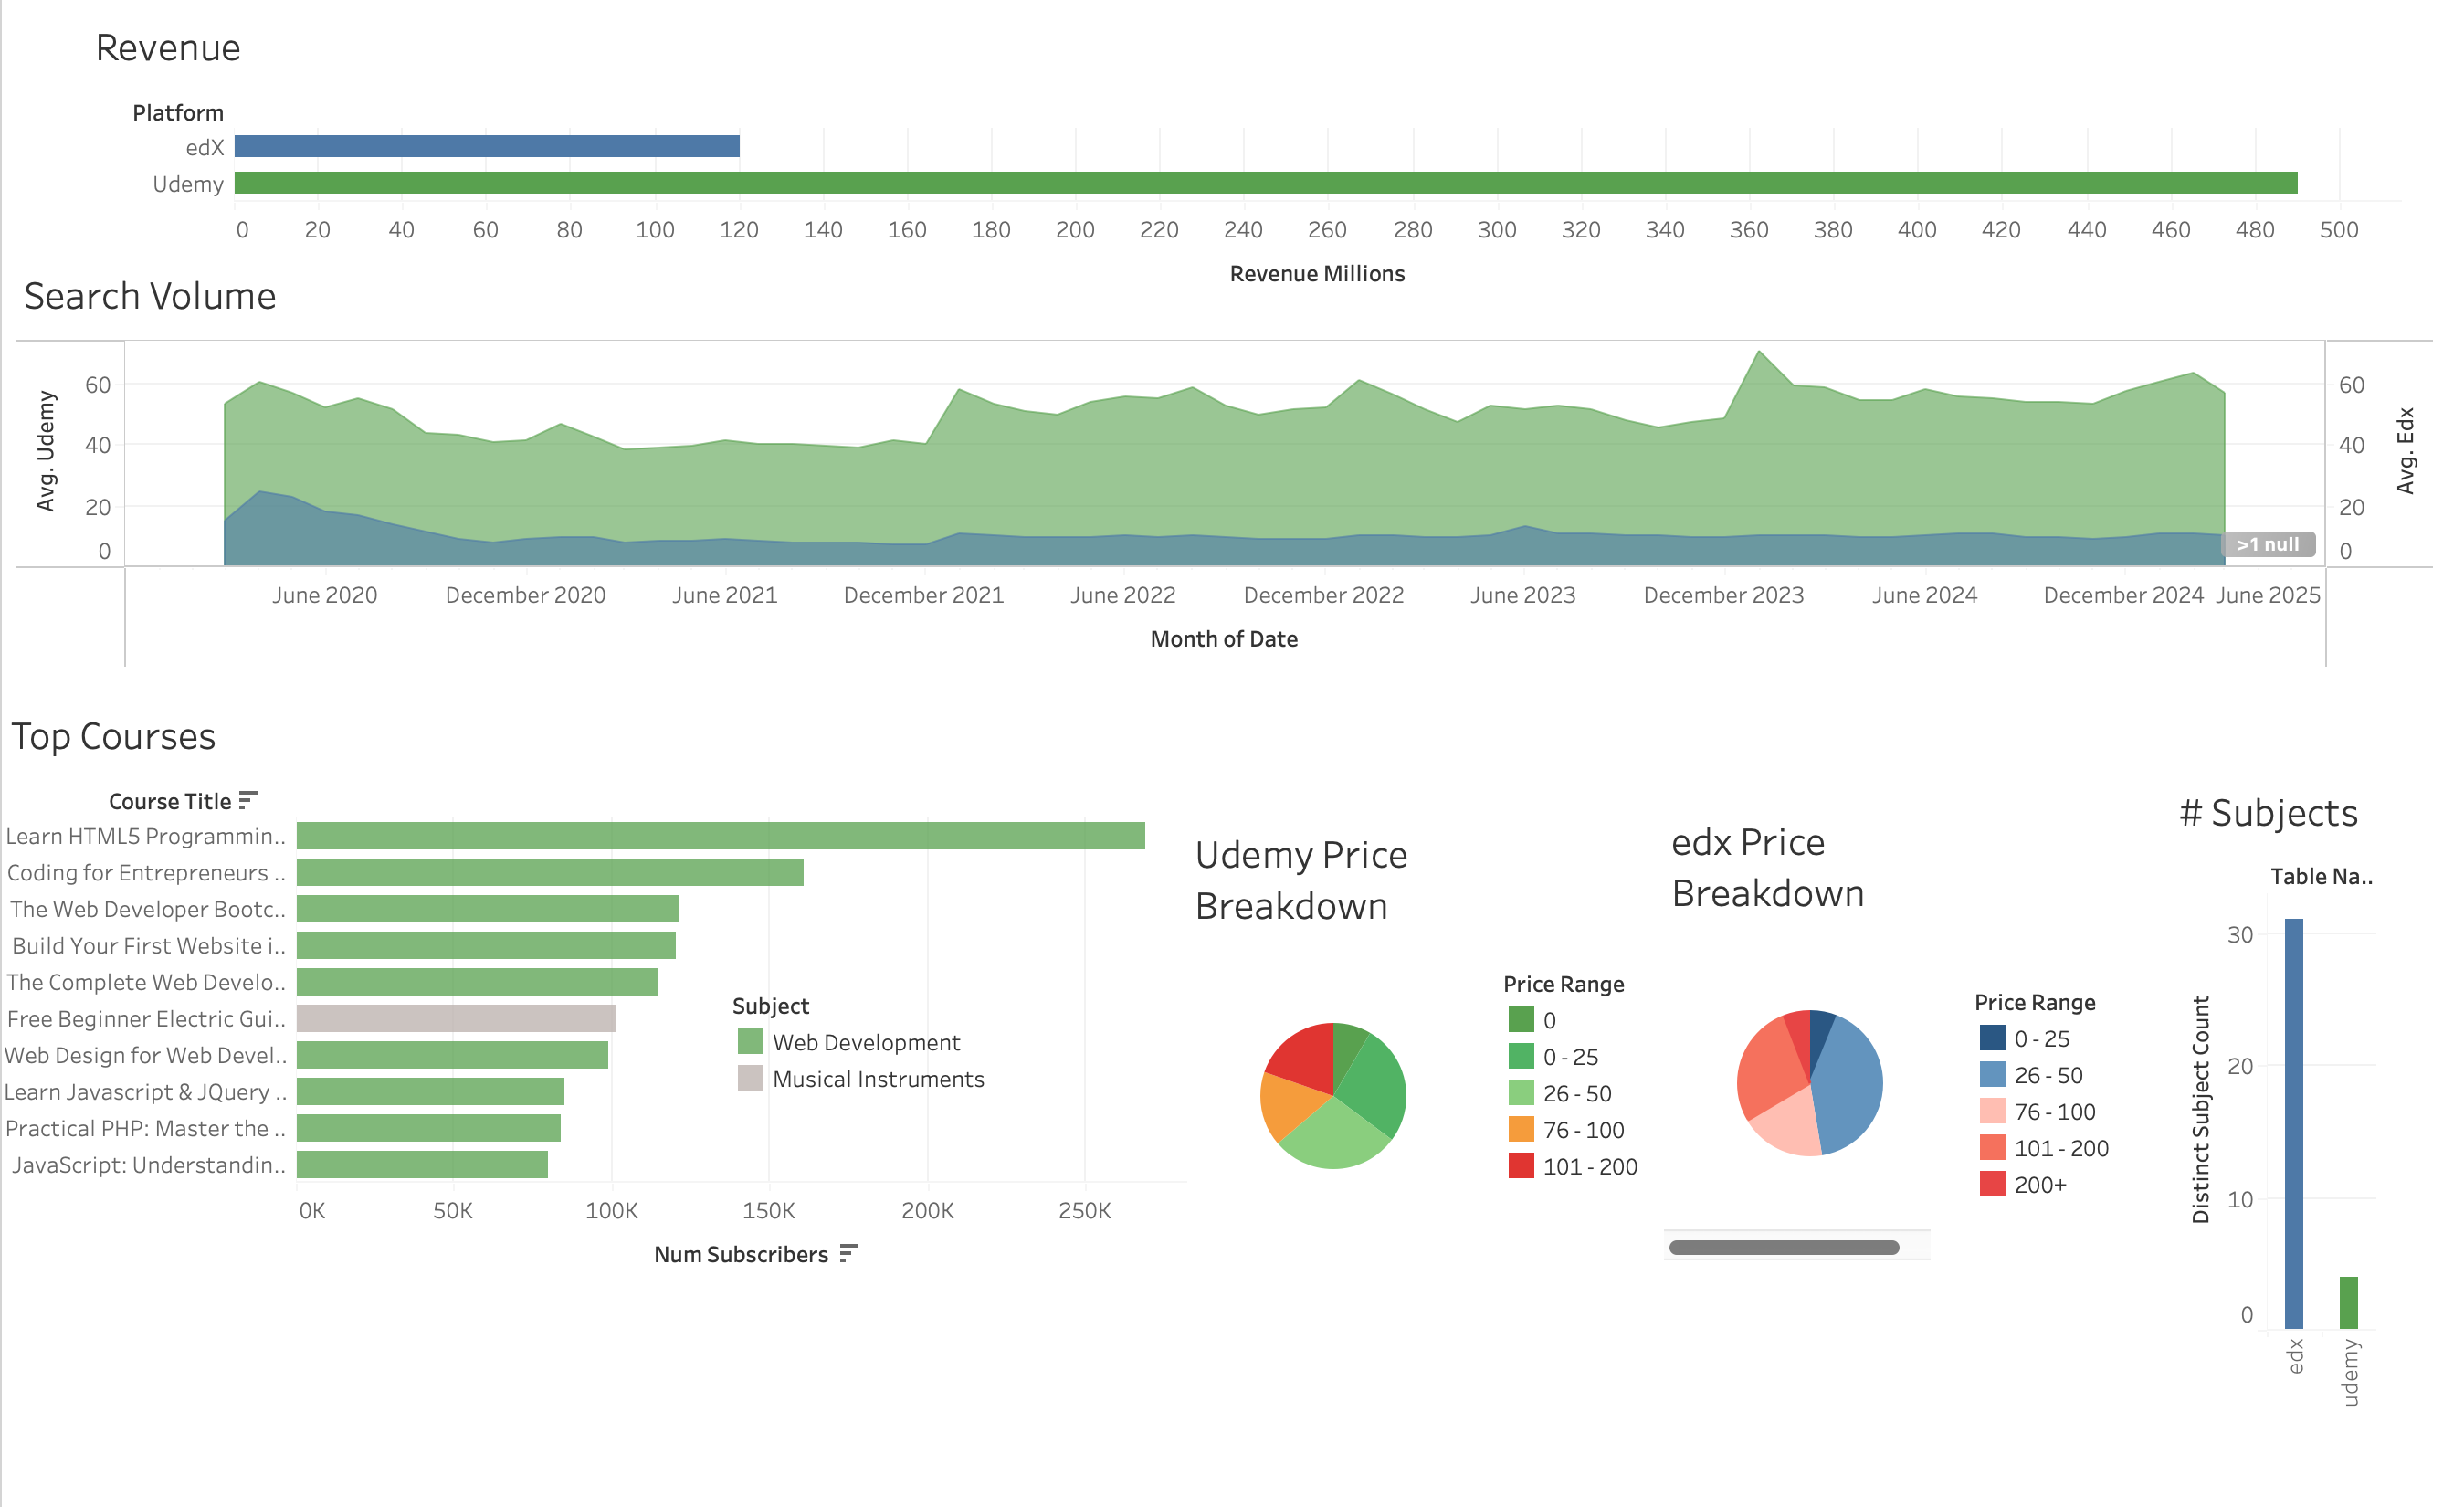 Revenue
Platform
edX
Udemy
0 20 40 60 80 100 120 140 160 180 200 220 240 260 280 300 320 340 360 380 400 420 440 460 480 500
Revenue Millions
Search Volume
Avg. Udemy
60
40
20
0
60
40
20
0
Avg. Edx
>1 null
June 2020 December 2020 June 2021 December 2021 June 2022 December 2022 June 2023 December 2023 June 2024 December 2024 June 2025
Month of Date
Top Courses
Course Title
Learn HTML5 Programmin..
Coding for Entrepreneurs ..
The Web Developer Bootc..
Build Your First Website i..
The Complete Web Develo..
Free Beginner Electric Gui..
Web Design for Web Devel..
Learn Javascript & JQuery ..
Practical PHP: Master the ..
JavaScript: Understandin..
Subject
Web Development
Musical Instruments
0K 50K 100K 150K 200K 250K
Num Subscribers
Udemy Price
Breakdown
Price Range
0
0 - 25
26 - 50
76 - 100
101 - 200
edx Price
Breakdown
Price Range
0 - 25
26 - 50
76 - 100
101 - 200
200+
# Subjects
Table Na..
Distinct Subject Count
30
20
10
0
edx
udemy